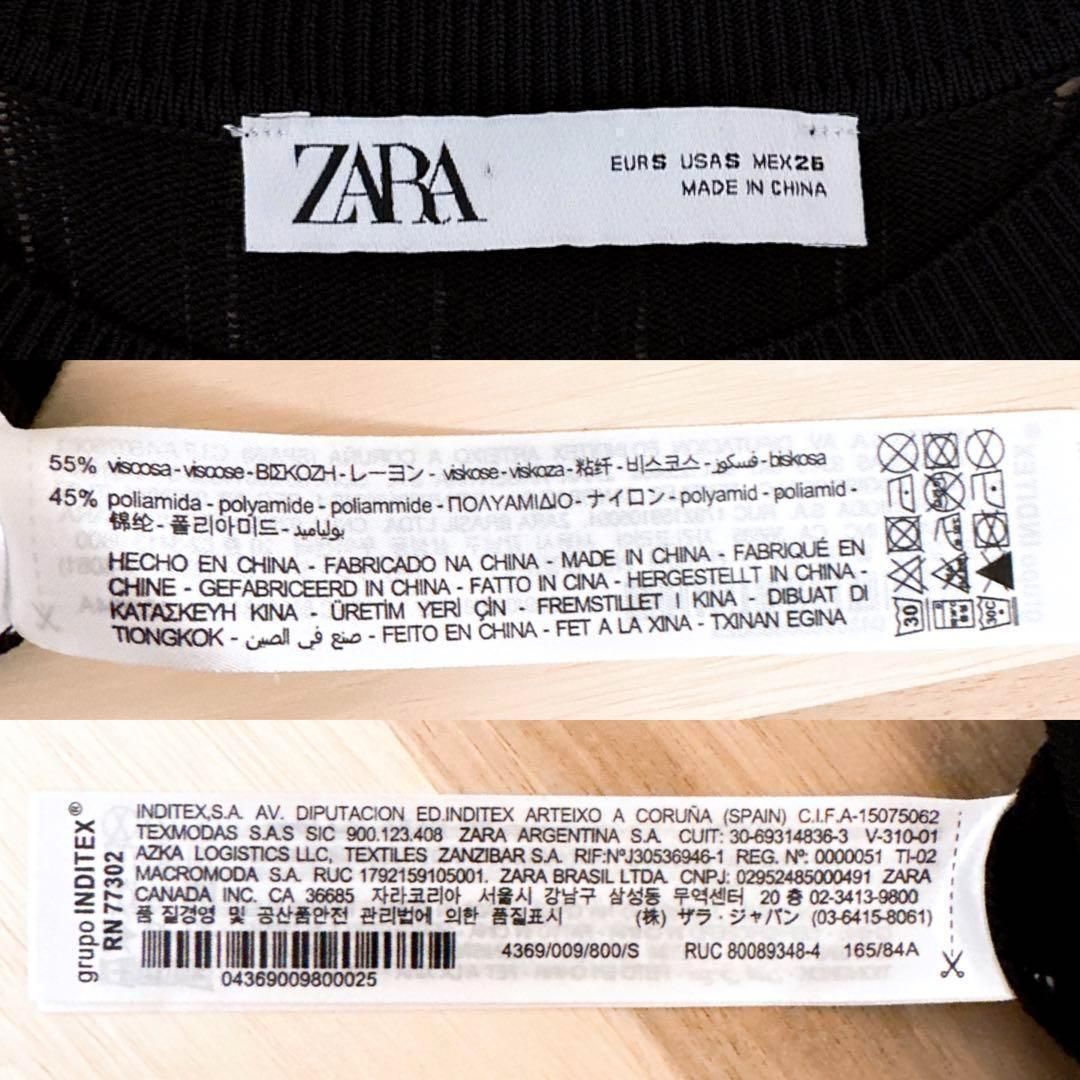 ZARA
EUR S USA S MEX 26
MADE IN CHINA
55% viscosa - viscose - ΒΙΣΚΟΖΗ - レーヨン - viskose - viskoza - 粘纤 - 비스코스 - فسكوز - biskosa
45% poliamida - polyamide - poliammide - ΠΟΛΥΑΜΙΔΙΟ - ナイロン - polyamid - poliamid -
锦纶 - 폴리아미드 - بولياميد
HECHO EN CHINA - FABRICADO NA CHINA - MADE IN CHINA - FABRIQUÉ EN
CHINE - GEFABRICEERD IN CHINA - FATTO IN CINA - HERGESTELLT IN CHINA -
ΚΑΤΑΣΚΕΥΗ ΚΙΝΑ - ÜRETİM YERİ ÇİN - FREMSTILLET I KINA - DIBUAT DI
TIONGKOK - صنع في الصين - FEITO EN CHINA - FET A LA XINA - TXINAN EGINA
30
30C
grupo INDITEX®
RN 77302
INDITEX,S.A. AV. DIPUTACION ED.INDITEX ARTEIXO A CORUÑA (SPAIN) C.I.F.A-15075062
TEXMODAS S.A.S SIC 900.123.408 ZARA ARGENTINA S.A. CUIT: 30-69314836-3 V-310-01
AZKA LOGISTICS LLC, TEXTILES ZANZIBAR S.A. RIF:NºJ30536946-1 REG. Nº: 0000051 TI-02
MACROMODA S.A. RUC 1792159105001. ZARA BRASIL LTDA. CNPJ: 02952485000491 ZARA
CANADA INC. CA 36685 자라코리아 서울시 강남구 삼성동 무역센터 20 층 02-3413-9800
품 질경영 및 공산품안전 관리법에 의한 품질표시 (株) ザラ・ジャパン (03-6415-8061)
4369/009/800/S RUC 80089348-4 165/84A
04369009800025